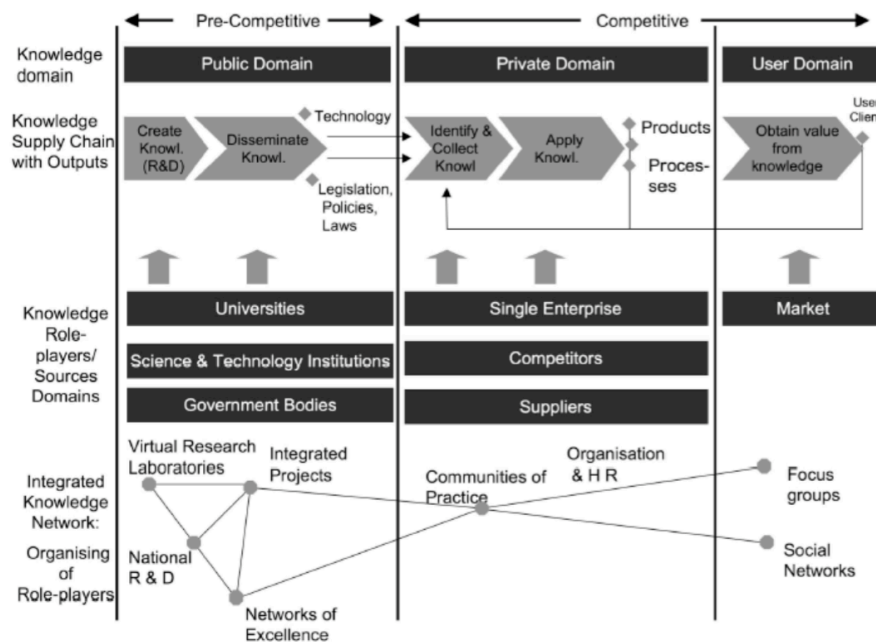 Pre-Competitive
Competitive
Knowledge
domain
Public Domain
Private Domain
User Domain
Knowledge
Supply Chain
with Outputs
Create
Knowl.
(R&D)
Disseminate
Knowl.
Technology
Legislation,
Policies,
Laws
Identify &
Collect
Knowl
Apply
Knowl.
Products
Proces-
ses
Obtain value
from
knowledge
User
Clien
Knowledge
Role-
players/
Sources
Domains
Universities
Single Enterprise
Market
Science & Technology Institutions
Competitors
Government Bodies
Suppliers
Integrated
Knowledge
Network:
Organising of
Role-players
Virtual Research
Laboratories
Integrated
Projects
National
R & D
Networks of
Excellence
Communities of
Practice
Organisation
& H R
Focus
groups
Social
Networks